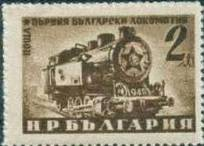 ПЪРВИЯ БЪЛГАРСКИ ЛОКОМОТИВ
ПОЩА
2
НР БЪЛГАРИЯ